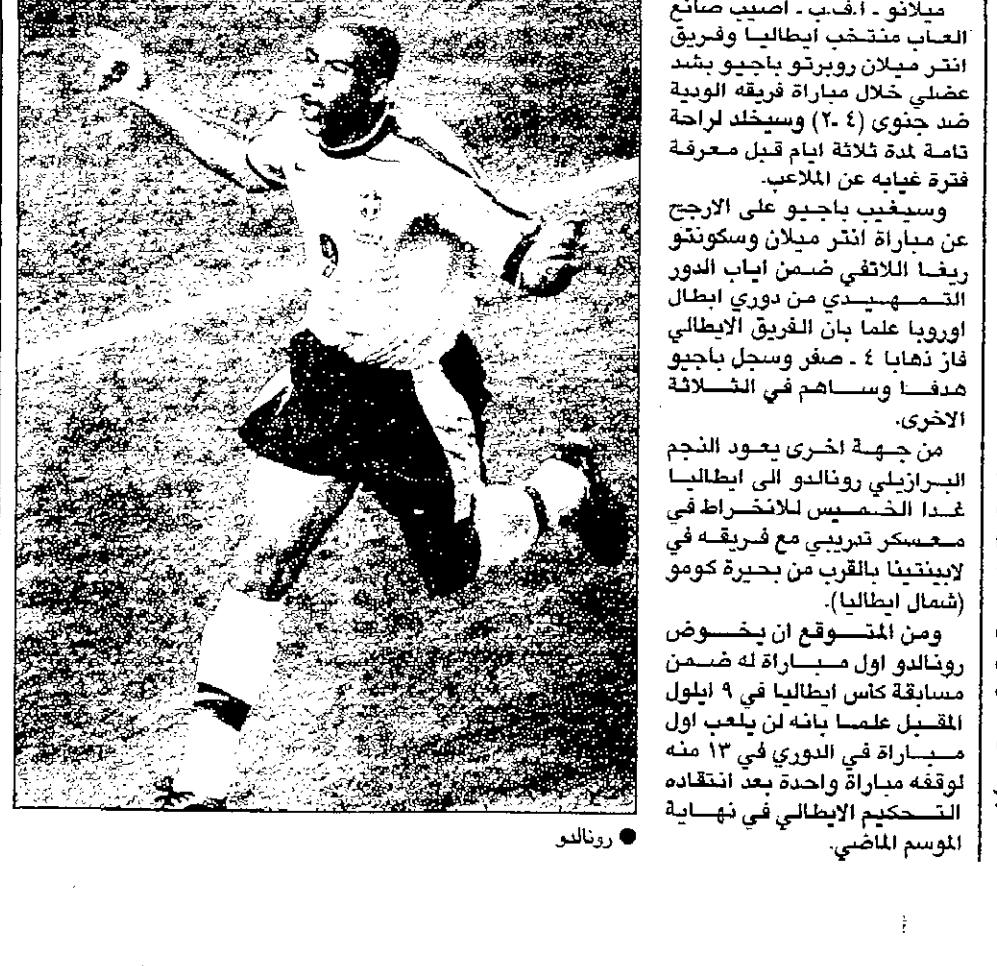 ميلانو - ا.ف.ب - اصيب صانع
العاب منتخب ايطاليا وفريق
انتر ميلان روبرتو باجيو بشد
عضلي خلال مباراة فريقه الودية
ضد جنوى (٤ -٢) وسيخلد لراحة
تامة لمدة ثلاثة ايام قبل معرفة
فترة غيابه عن الملاعب.
وسيغيب باجيو على الارجح
عن مباراة انتر ميلان وسكونتو
ريغا اللاتفي ضمن اياب الدور
التمهيدي من دوري ابطال
اوروبا علما بان الفريق الايطالي
فاز ذهابا ٤ - صفر وسجل باجيو
هدفا وساهم في الثلاثة
الاخرى.
من جهة اخرى يعود النجم
البرازيلي رونالدو الى ايطاليا
غدا الخميس للانخراط في
معسكر تدريبي مع فريقه في
لابينتينا بالقرب من بحيرة كومو
(شمال ايطاليا).
ومن المتوقع ان يخوض
رونالدو اول مباراة له ضمن
مسابقة كأس ايطاليا في ٩ ايلول
المقبل علما بانه لن يلعب اول
مباراة في الدوري في ١٣ منه
لوقفه مباراة واحدة بعد انتقاده
التحكيم الايطالي في نهاية
الموسم الماضي.
● رونالدو